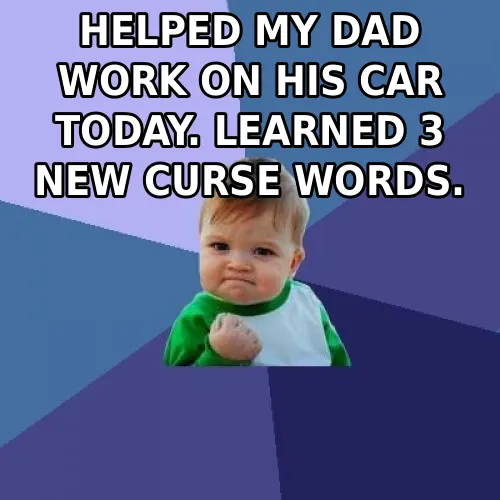 HELPED MY DAD
WORK ON HIS CAR
TODAY. LEARNED 3
NEW CURSE WORDS.